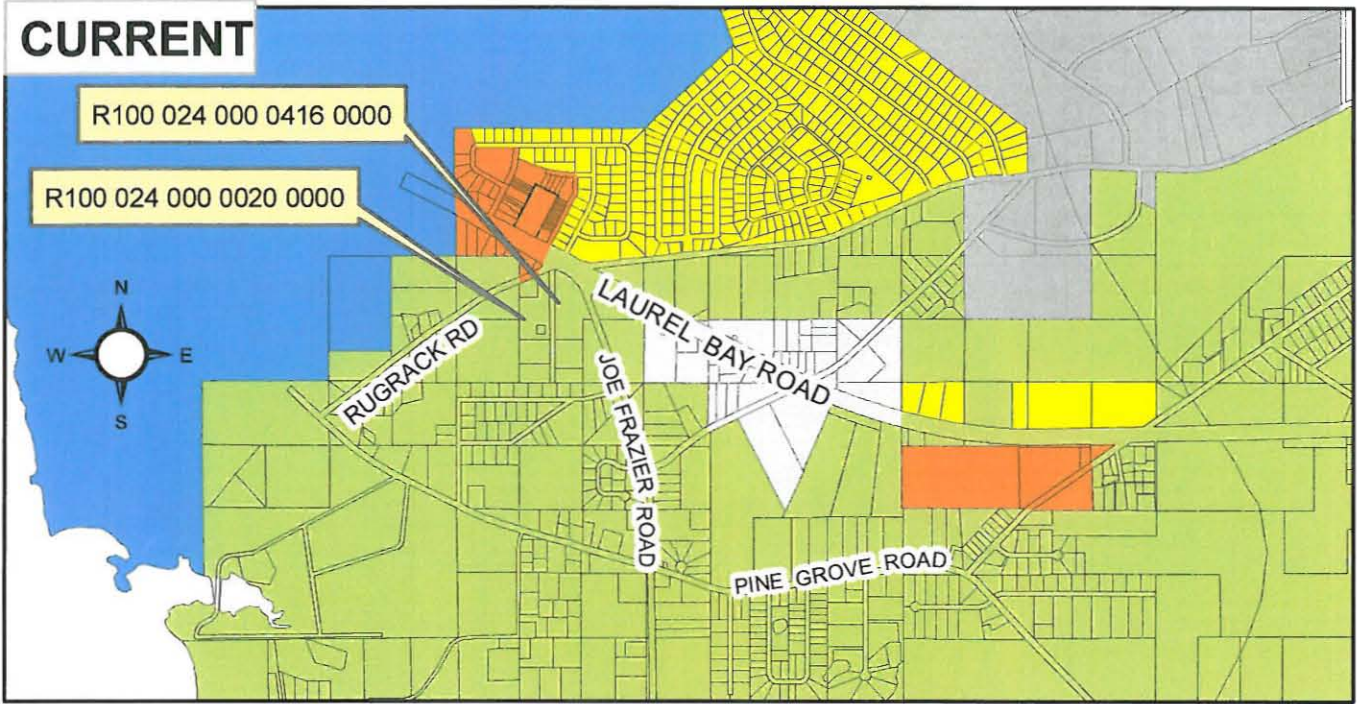 CURRENT
R100 024 000 0416 0000
R100 024 000 0020 0000
N
W
E
S
RUGRACK RD
LAUREL BAY ROAD
JOE FRAZIER ROAD
PINE GROVE ROAD